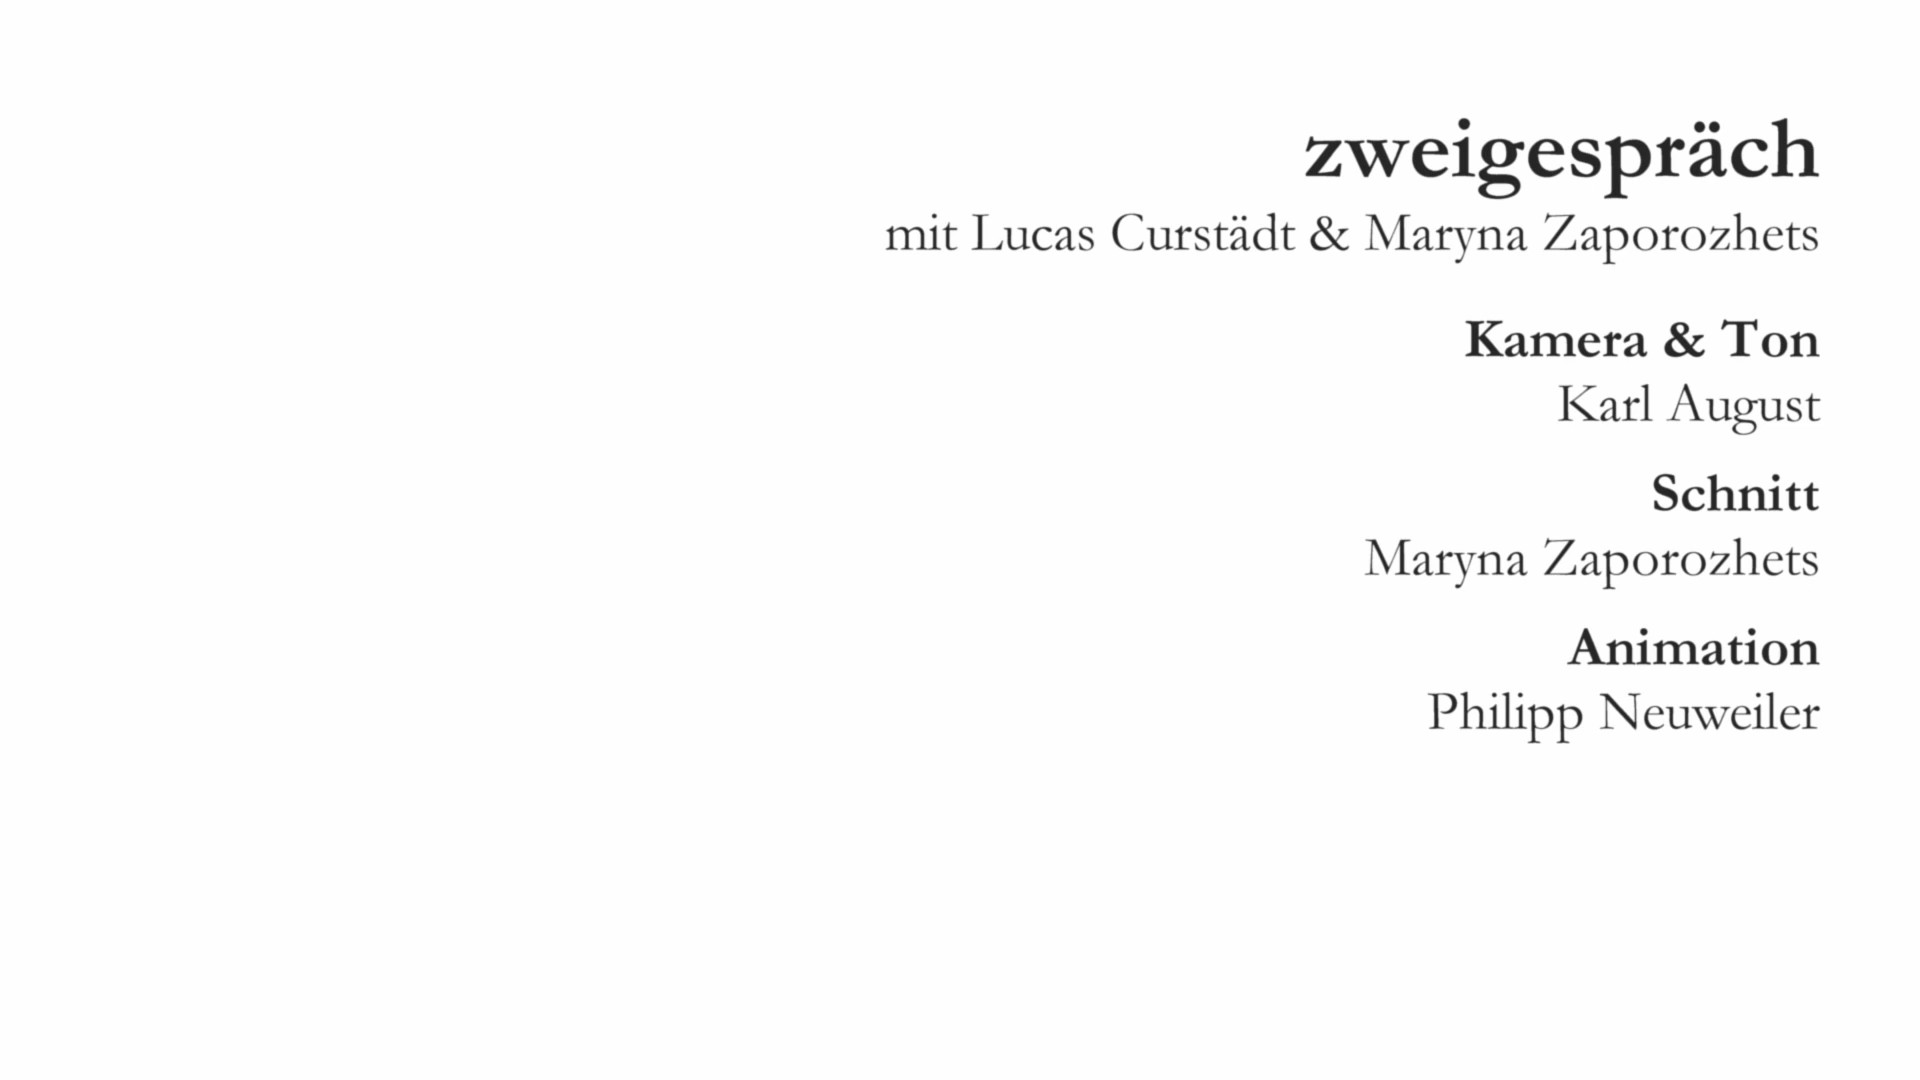 zweigespräch
mit Lucas Curstädt & Maryna Zaporozhets
Kamera & Ton
Karl August
Schnitt
Maryna Zaporozhets
Animation
Philipp Neuweiler